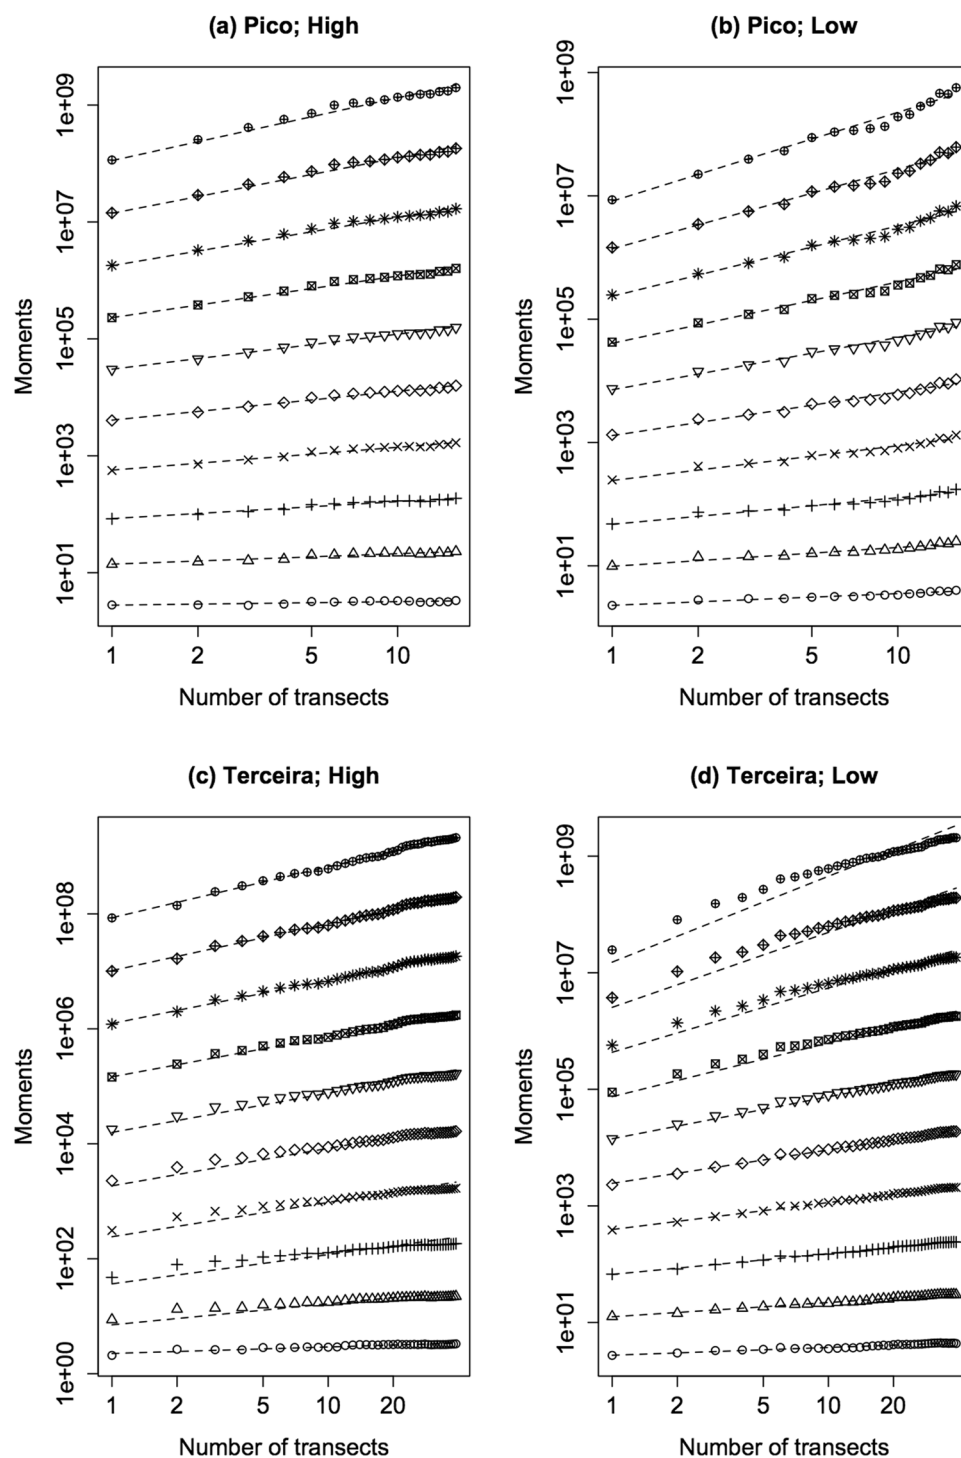 (a) Pico; High
Moments
1e+09
1e+07
1e+05
1e+03
1e+01
1 2 5 10
Number of transects
(b) Pico; Low
Moments
1e+09
1e+07
1e+05
1e+03
1e+01
1 2 5 10
Number of transects
(c) Terceira; High
Moments
1e+08
1e+06
1e+04
1e+02
1e+00
1 2 5 10 20
Number of transects
(d) Terceira; Low
Moments
1e+09
1e+07
1e+05
1e+03
1e+01
1 2 5 10 20
Number of transects